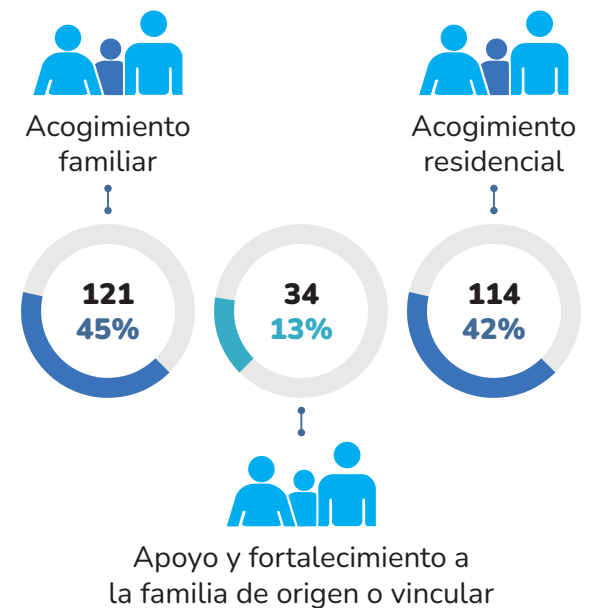 Acogimiento
familiar
Acogimiento
residencial
121
45%
34
13%
114
42%
Apoyo y fortalecimiento a
la familia de origen o vincular